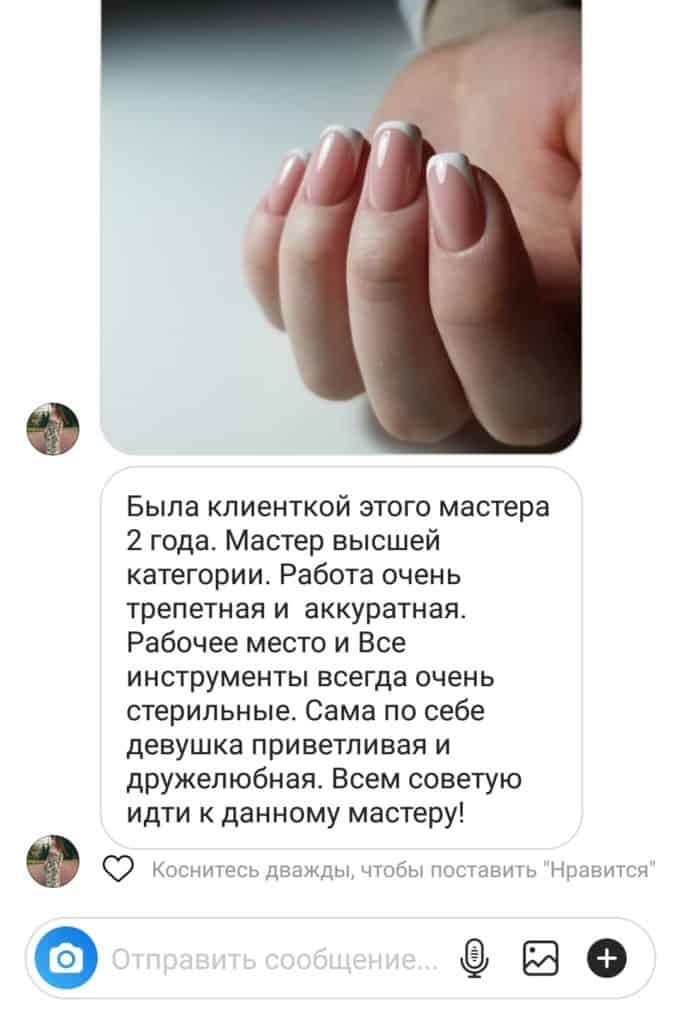 Была клиенткой этого мастера
2 года. Мастер высшей
категории. Работа очень
трепетная и  аккуратная.
Рабочее место и Все
инструменты всегда очень
стерильные. Сама по себе
девушка приветливая и
дружелюбная. Всем советую
идти к данному мастеру!
Коснитесь дважды, чтобы поставить "Нравится"
Отправить сообщение...